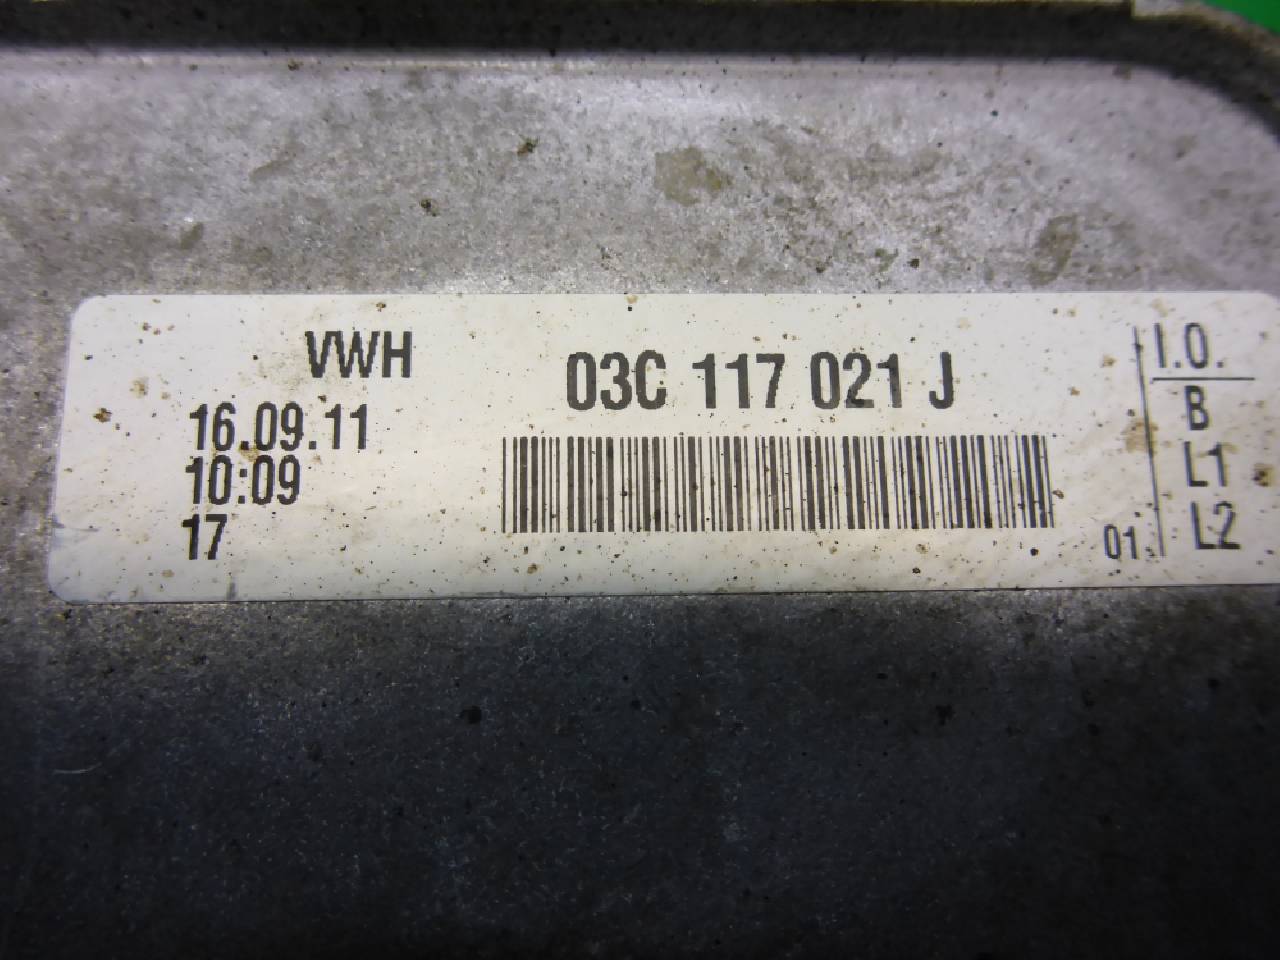 VWH
16.09.11
10:09
17
03C 117 021 J
01.
I.O.
B
L1
L2